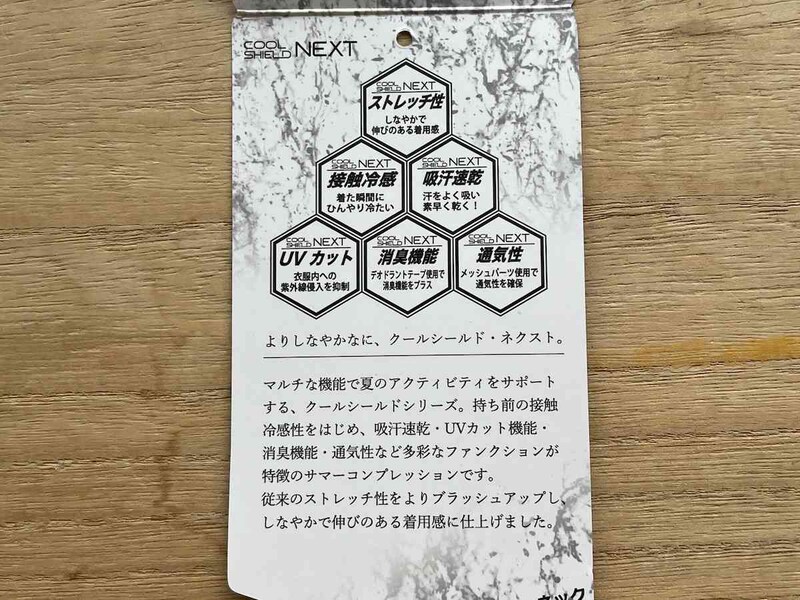 COOL SHIELD NEXT
COOL SHIELD NEXT
ストレッチ性
しなやかで
伸びのある着用感
COOL SHIELD NEXT
接触冷感
着た瞬間に
ひんやり冷たい
COOL SHIELD NEXT
吸汗速乾
汗をよく吸い
素早く乾く！
COOL SHIELD NEXT
UVカット
衣服内への
紫外線侵入を抑制
COOL SHIELD NEXT
消臭機能
デオドラントテープ使用で
消臭機能をプラス
COOL SHIELD NEXT
通気性
メッシュパーツ使用で
通気性を確保
よりしなやかなに、クールシールド・ネクスト。
マルチな機能で夏のアクティビティをサポート
する、クールシールドシリーズ。持ち前の接触
冷感性をはじめ、吸汗速乾・UVカット機能・
消臭機能・通気性など多彩なファンクションが
特徴のサマーコンプレッションです。
従来のストレッチ性をよりブラッシュアップし、
しなやかで伸びのある着用感に仕上げました。